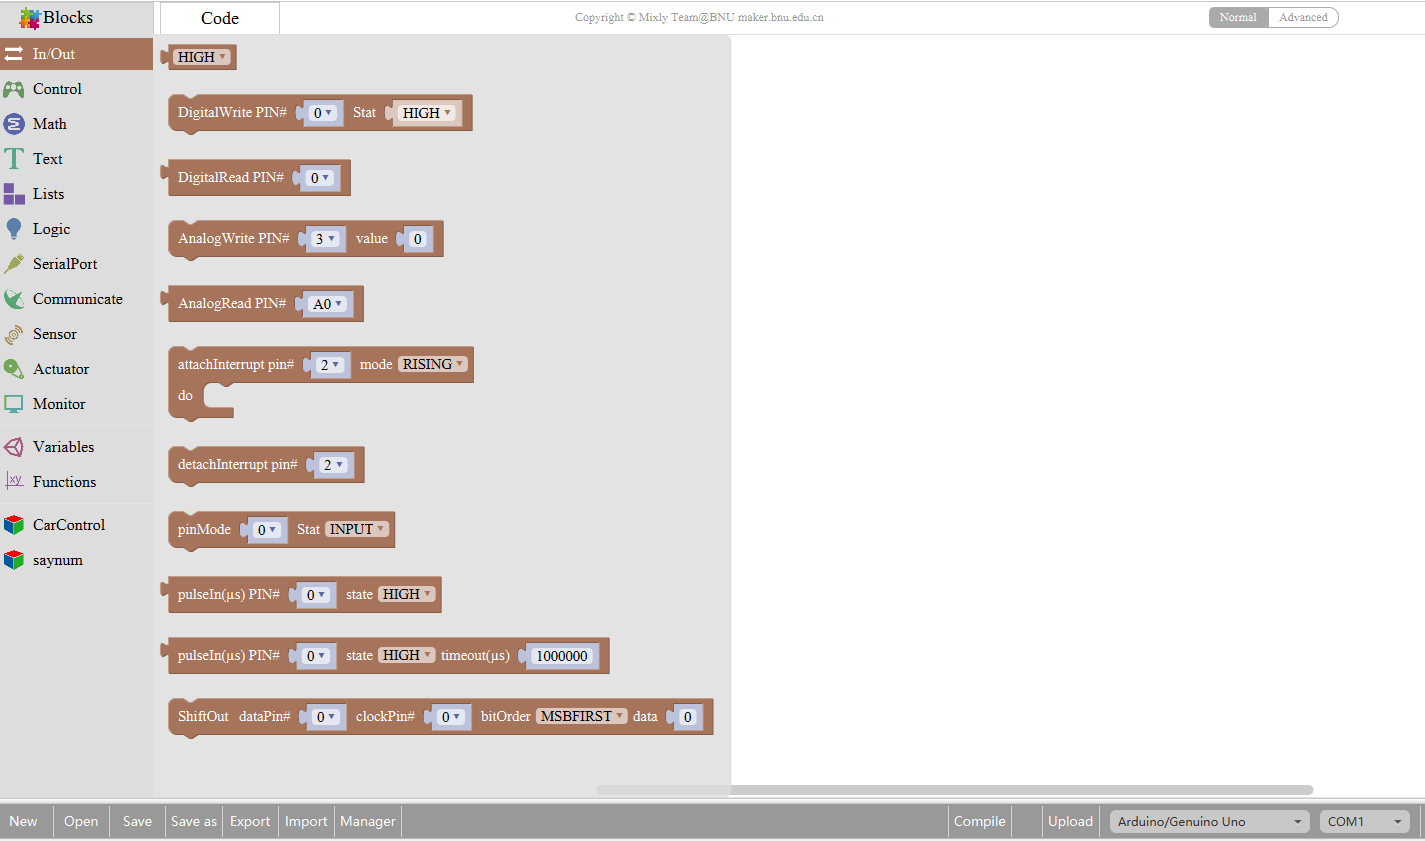 Blocks
Code
Copyright © Mixly Team@BNU maker.bnu.edu.cn
Normal Advanced
In/Out
Control
Math
Text
Lists
Logic
SerialPort
Communicate
Sensor
Actuator
Monitor
Variables
Functions
CarControl
saynum
HIGH
DigitalWrite PIN# 0 Stat HIGH
DigitalRead PIN# 0
AnalogWrite PIN# 3 value 0
AnalogRead PIN# A0
attachInterrupt pin# 2 mode RISING
do
detachInterrupt pin# 2
pinMode 0 Stat INPUT
pulseIn(µs) PIN# 0 state HIGH
pulseIn(µs) PIN# 0 state HIGH timeout(µs) 1000000
ShiftOut dataPin# 0 clockPin# 0 bitOrder MSBFIRST data 0
New Open Save Save as Export Import Manager Compile Upload Arduino/Genuino Uno COM1
xy